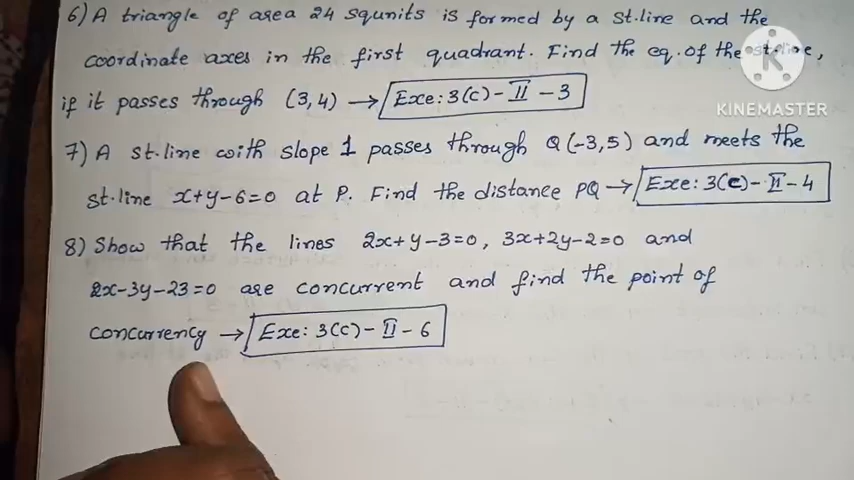 6) A triangle of area 24 squnits is formed by a st.line and the
coordinate axes in the first quadrant. Find the eq. of the st.line,
if it passes through (3,4) → Exe: 3(c) - II - 3
7) A st.line with slope 1 passes through Q(-3,5) and meets the
st.line x+y-6=0 at P. Find the distance PQ → Exe: 3(c) - II - 4
8) Show that the lines 2x+y-3=0, 3x+2y-2=0 and
2x-3y-23=0 are concurrent and find the point of
concurrency → Exe: 3(c) - II - 6
K
KINEMASTER